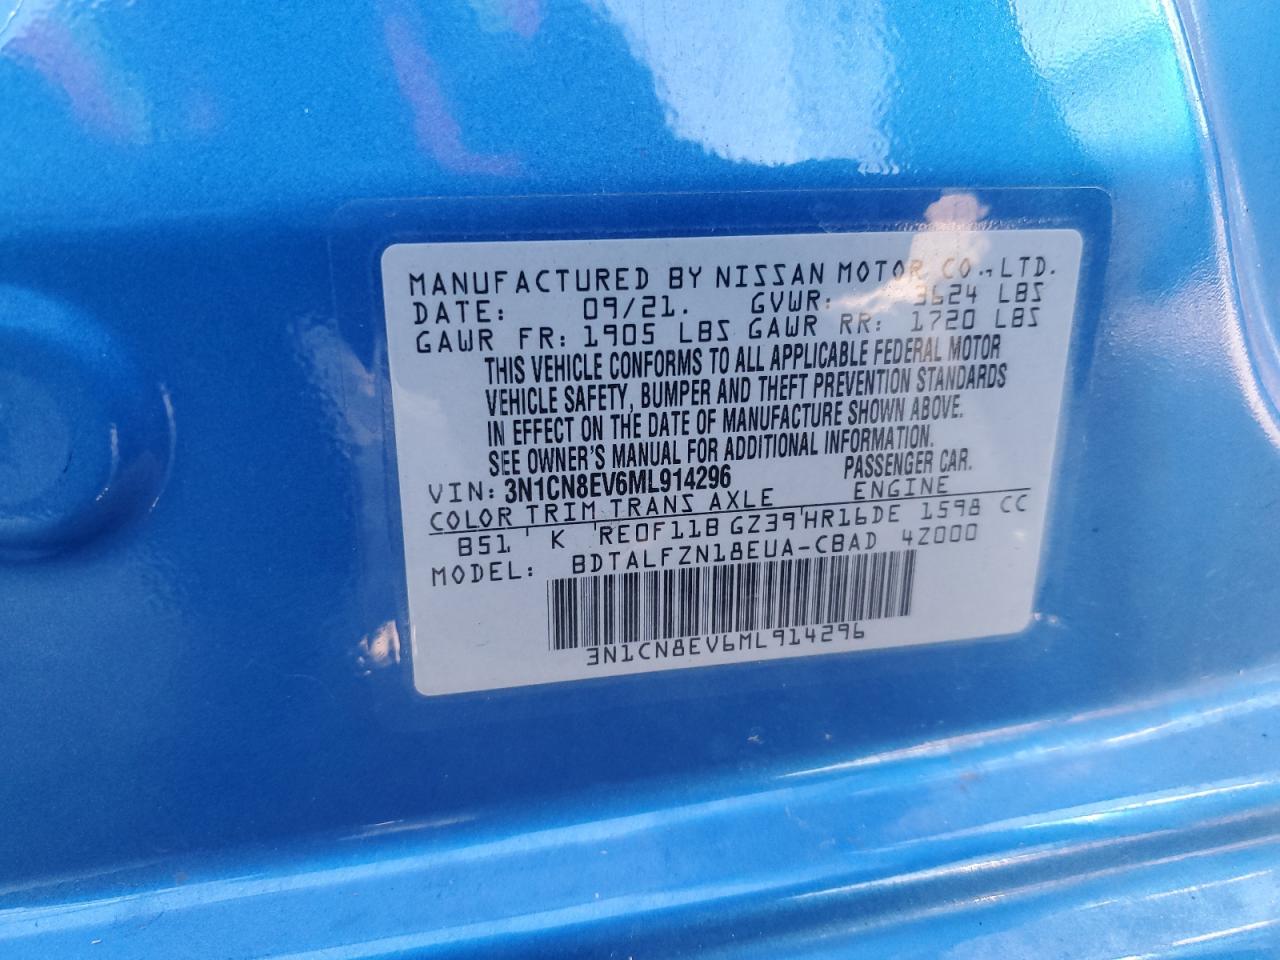 MANUFACTURED BY NISSAN MOTOR CO.,LTD.
DATE: 09/21. GVWR: 3624 LBS
GAWR FR: 1905 LBS GAWR RR: 1720 LBS
THIS VEHICLE CONFORMS TO ALL APPLICABLE FEDERAL MOTOR
VEHICLE SAFETY, BUMPER AND THEFT PREVENTION STANDARDS
IN EFFECT ON THE DATE OF MANUFACTURE SHOWN ABOVE.
SEE OWNER'S MANUAL FOR ADDITIONAL INFORMATION.
VIN: 3N1CN8EV6ML914296 PASSENGER CAR.
COLOR TRIM TRANS AXLE ENGINE
B51 K RE0F11B GZ39 HR16DE 1598 CC
MODEL: BDTALFZN18EUA-CBAD 4Z000
3N1CN8EV6ML914296